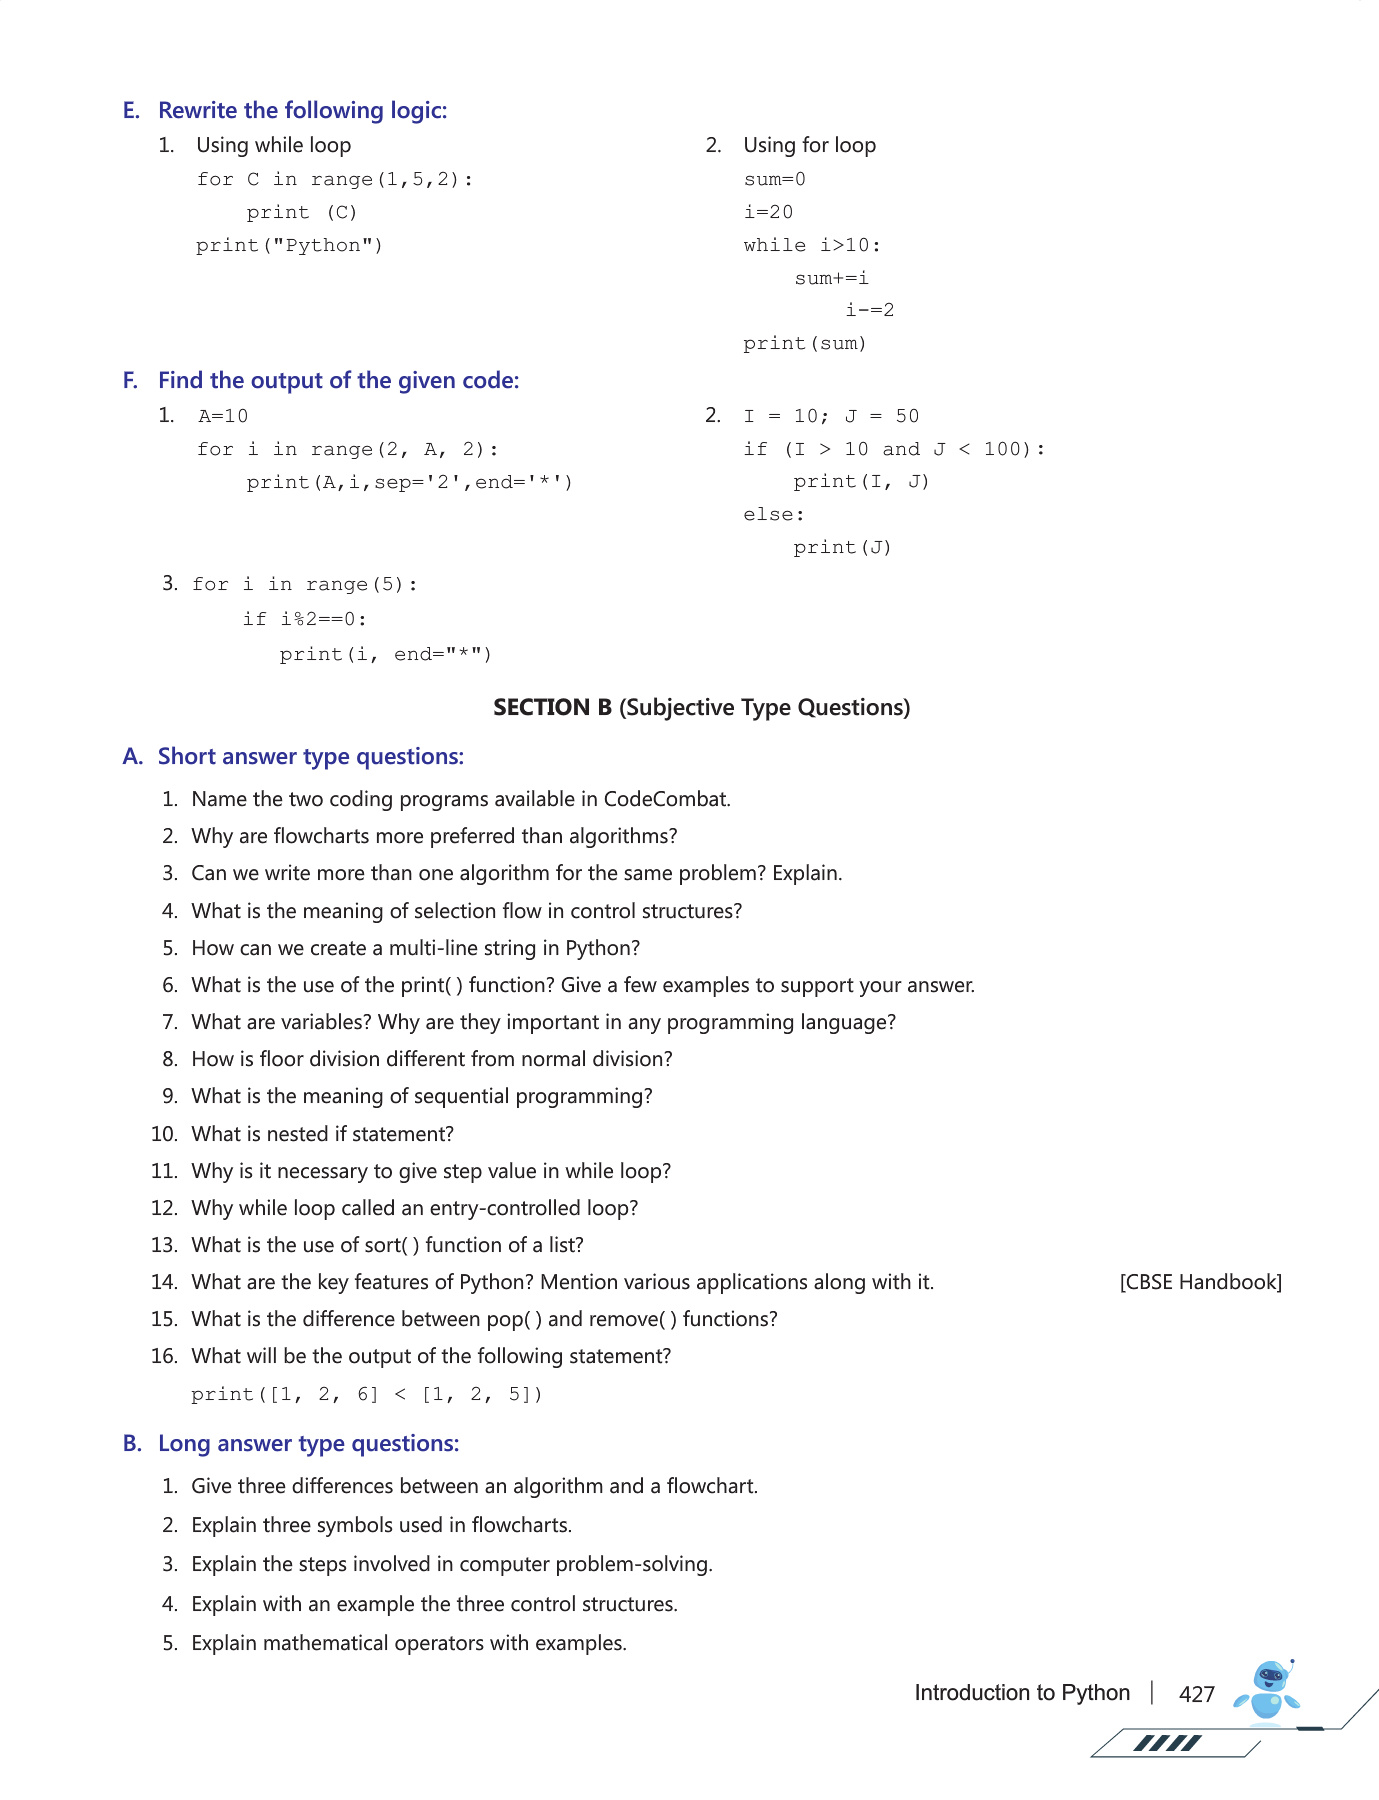 E. Rewrite the following logic:
1. Using while loop
for C in range(1,5,2):
    print (C)
print("Python")
2. Using for loop
sum=0
i=20
while i>10:
    sum+=i
        i-=2
print(sum)
F. Find the output of the given code:
1. A=10
for i in range(2, A, 2):
    print(A,i,sep='2',end='*')
2. I = 10; J = 50
if (I > 10 and J < 100):
    print(I, J)
else:
    print(J)
3. for i in range(5):
    if i%2==0:
       print(i, end="*")
SECTION B (Subjective Type Questions)
A. Short answer type questions:
1. Name the two coding programs available in CodeCombat.
2. Why are flowcharts more preferred than algorithms?
3. Can we write more than one algorithm for the same problem? Explain.
4. What is the meaning of selection flow in control structures?
5. How can we create a multi-line string in Python?
6. What is the use of the print( ) function? Give a few examples to support your answer.
7. What are variables? Why are they important in any programming language?
8. How is floor division different from normal division?
9. What is the meaning of sequential programming?
10. What is nested if statement?
11. Why is it necessary to give step value in while loop?
12. Why while loop called an entry-controlled loop?
13. What is the use of sort( ) function of a list?
14. What are the key features of Python? Mention various applications along with it. [CBSE Handbook]
15. What is the difference between pop( ) and remove( ) functions?
16. What will be the output of the following statement?
print([1, 2, 6] < [1, 2, 5])
B. Long answer type questions:
1. Give three differences between an algorithm and a flowchart.
2. Explain three symbols used in flowcharts.
3. Explain the steps involved in computer problem-solving.
4. Explain with an example the three control structures.
5. Explain mathematical operators with examples.
Introduction to Python | 427